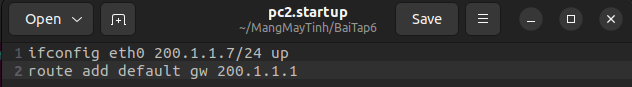 Open
pc2.startup
~/MangMayTinh/BaiTap6
Save
1 ifconfig eth0 200.1.1.7/24 up
2 route add default gw 200.1.1.1